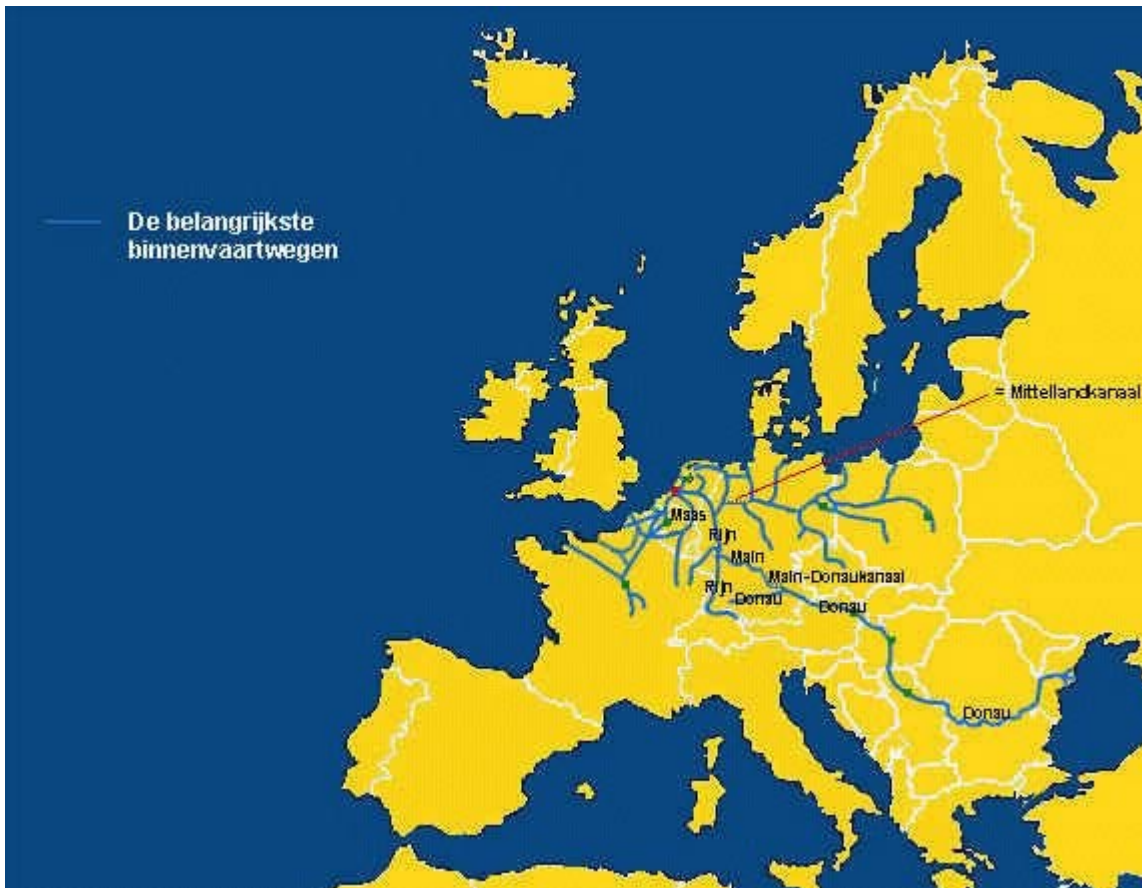 De belangrijkste
binnenvaartwegen
= Mittellandkanaal
Maas
Rijn
Main
Main-Donaukanaal
Rijn
Donau
Donau
Donau